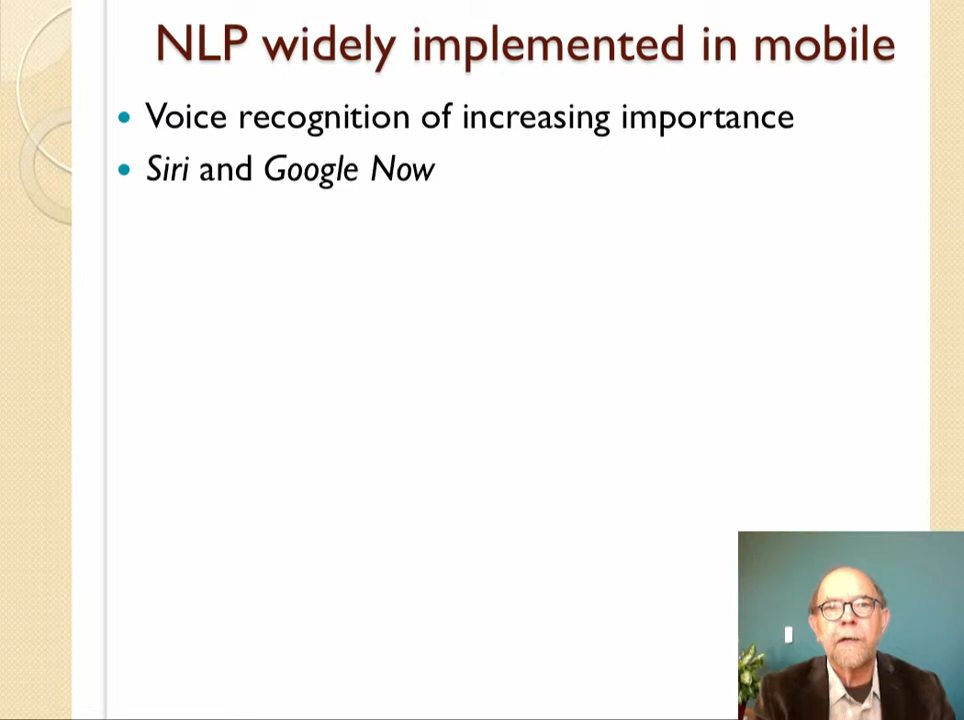 NLP widely implemented in mobile
Voice recognition of increasing importance
Siri and Google Now